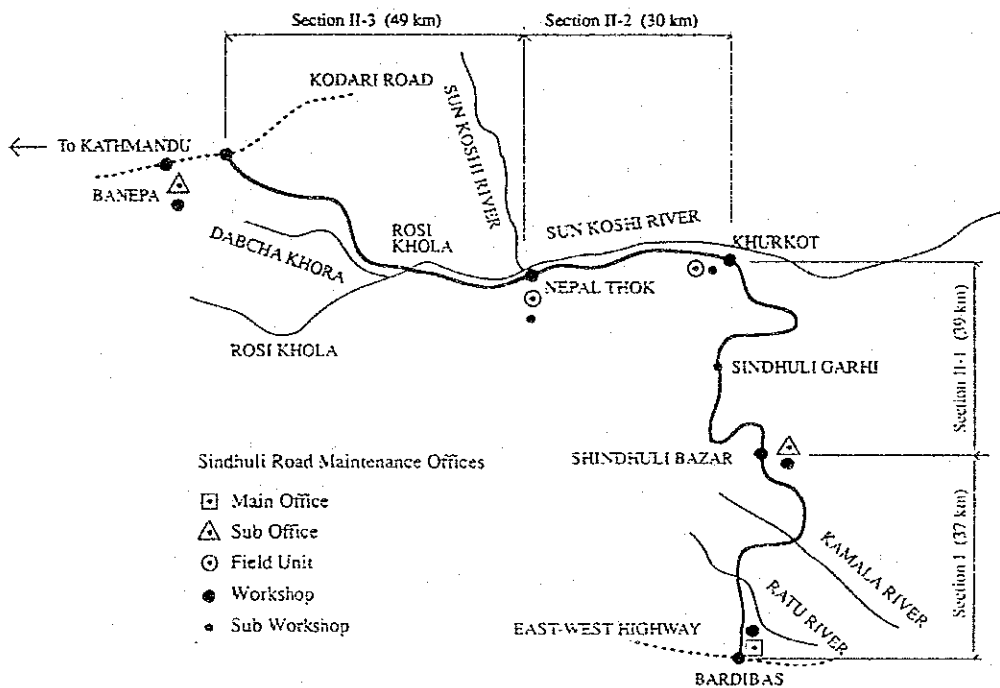 Section II-3 (49 km)
Section II-2 (30 km)
KODARI ROAD
SUN KOSHI RIVER
To KATHMANDU
BANEPA
ROSI
KHOLA
SUN KOSHI RIVER
DABCHA KHORA
KHURKOT
NEPAL THOK
ROSI KHOLA
SINDHULI GARHI
Section II-1 (39 km)
SHINDHULI BAZAR
Sindhuli Road Maintenance Offices
Main Office
Sub Office
Field Unit
Workshop
Sub Workshop
KAMALA RIVER
RATU RIVER
Section I (37 km)
EAST-WEST HIGHWAY
BARDIBAS